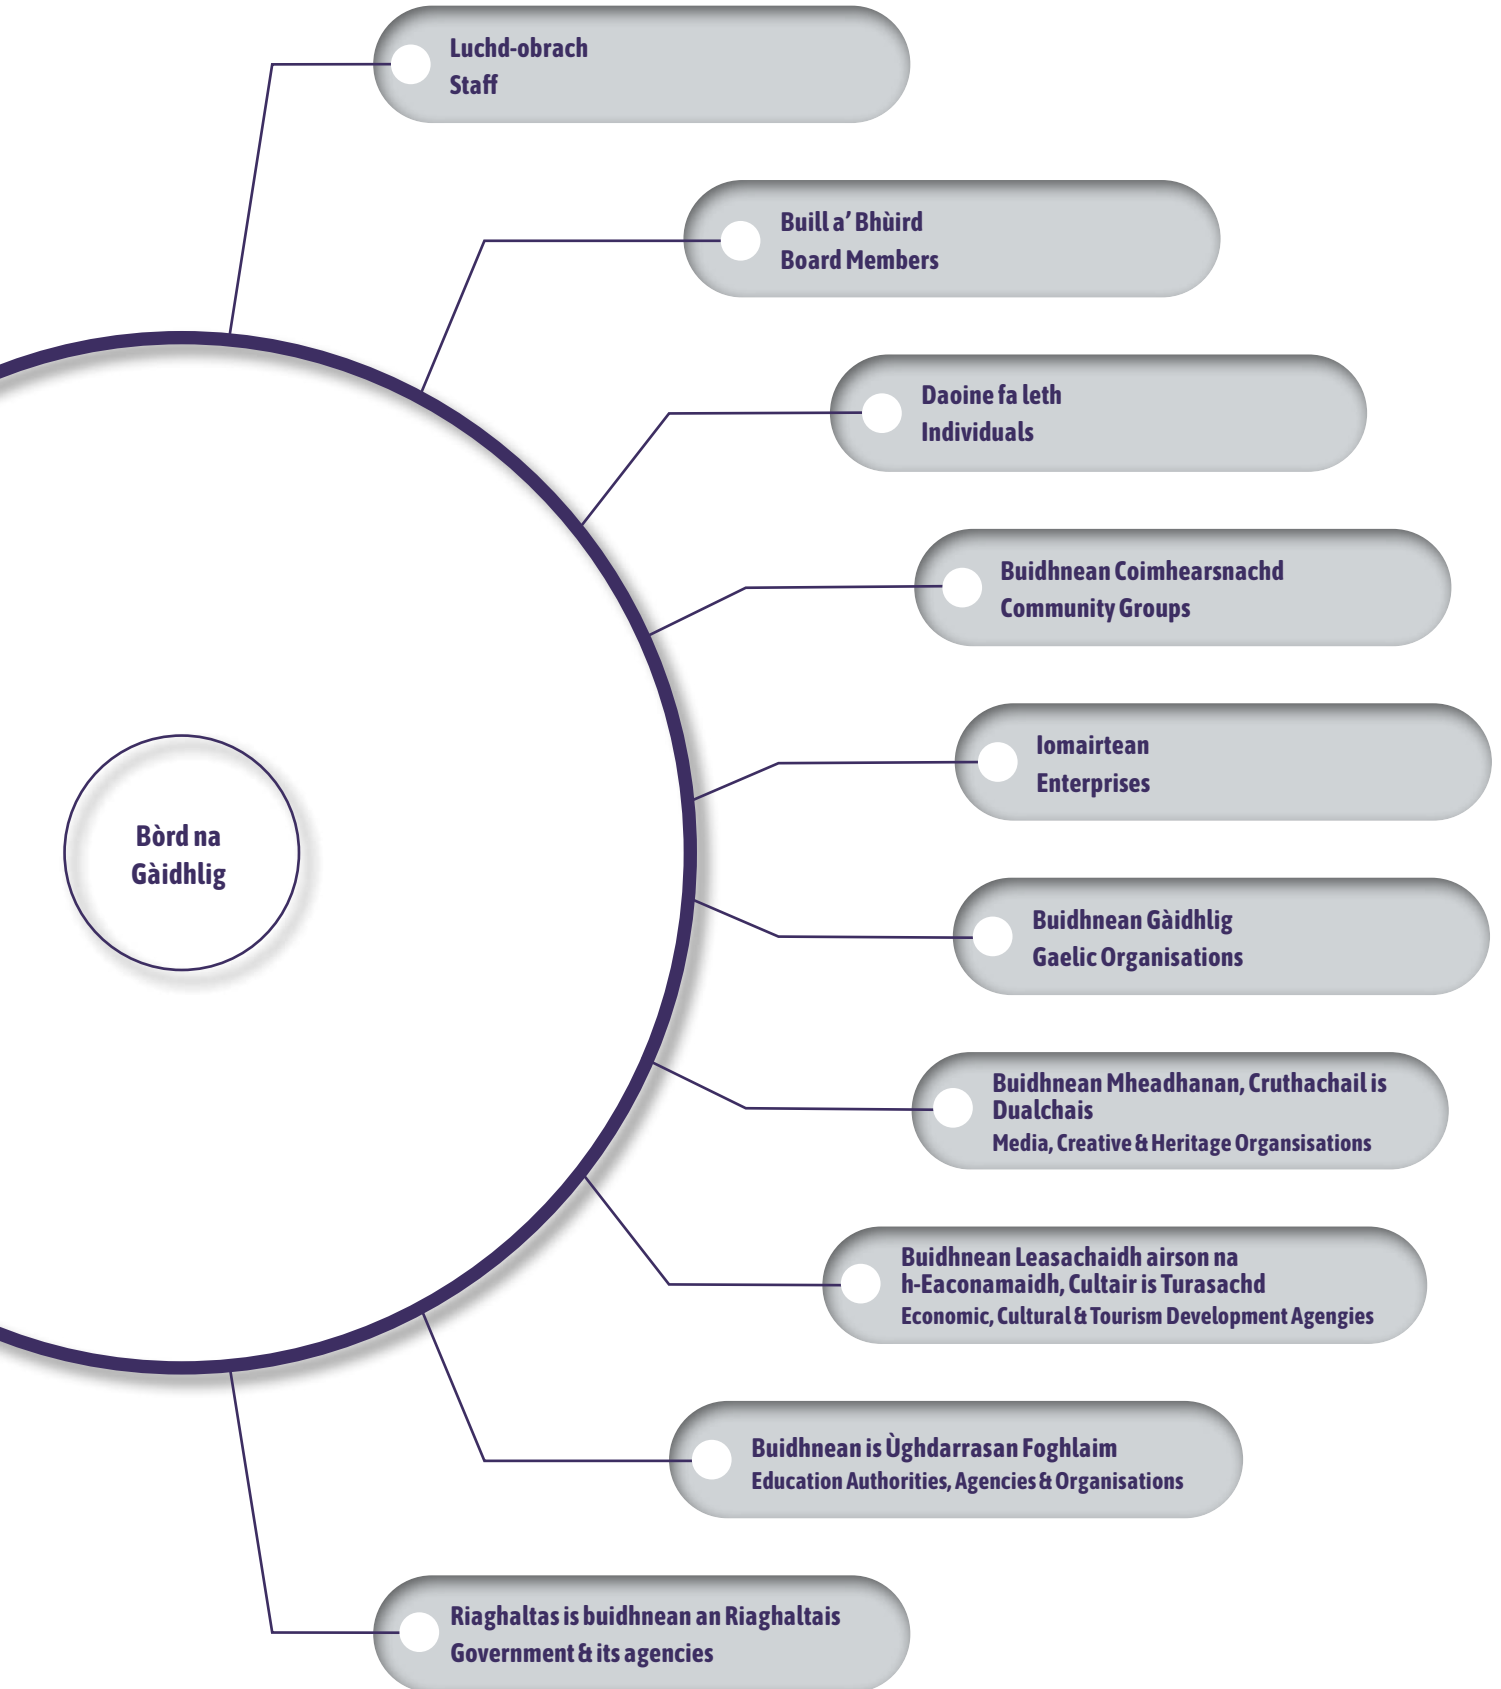 Luchd-obrach
Staff
Buill a’ Bhùird
Board Members
Daoine fa leth
Individuals
Buidhnean Coimhearsnachd
Community Groups
Iomairtean
Enterprises
Bòrd na
Gàidhlig
Buidhnean Gàidhlig
Gaelic Organisations
Buidhnean Mheadhanan, Cruthachail is
Dualchais
Media, Creative & Heritage Organsisations
Buidhnean Leasachaidh airson na
h-Eaconamaidh, Cultair is Turasachd
Economic, Cultural & Tourism Development Agengies
Buidhnean is Ùghdarrasan Foghlaim
Education Authorities, Agencies & Organisations
Riaghaltas is buidhnean an Riaghaltais
Government & its agencies